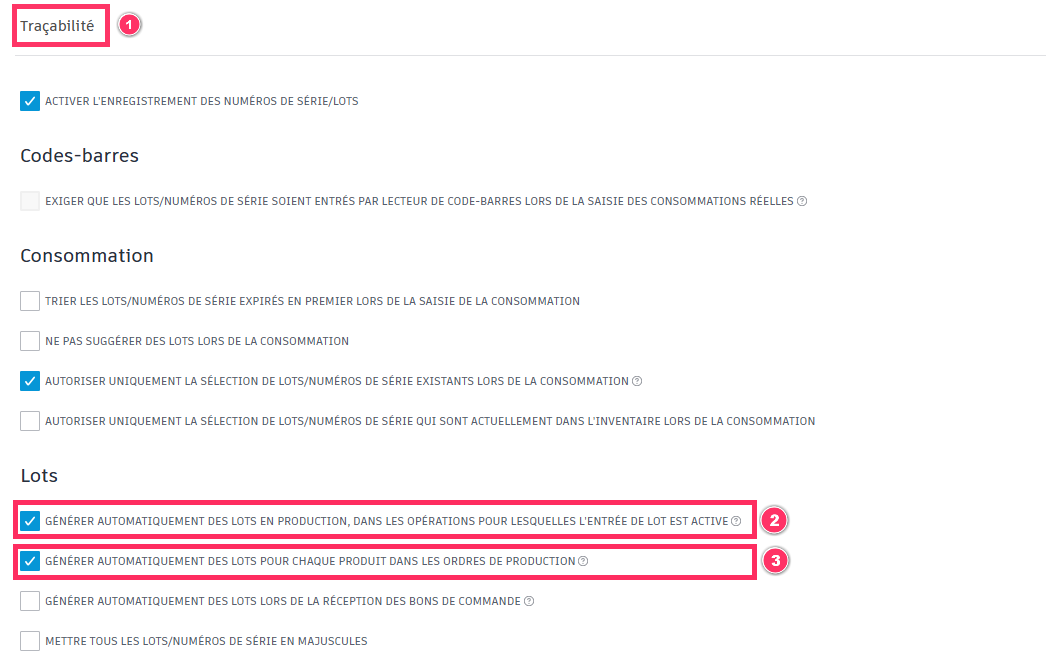 Traçabilité 1
ACTIVER L'ENREGISTREMENT DES NUMÉROS DE SÉRIE/LOTS
Codes-barres
EXIGER QUE LES LOTS/NUMÉROS DE SÉRIE SOIENT ENTRÉS PAR LECTEUR DE CODE-BARRES LORS DE LA SAISIE DES CONSOMMATIONS RÉELLES ?
Consommation
TRIER LES LOTS/NUMÉROS DE SÉRIE EXPIRÉS EN PREMIER LORS DE LA SAISIE DE LA CONSOMMATION
NE PAS SUGGÉRER DES LOTS LORS DE LA CONSOMMATION
AUTORISER UNIQUEMENT LA SÉLECTION DE LOTS/NUMÉROS DE SÉRIE EXISTANTS LORS DE LA CONSOMMATION ?
AUTORISER UNIQUEMENT LA SÉLECTION DE LOTS/NUMÉROS DE SÉRIE QUI SONT ACTUELLEMENT DANS L'INVENTAIRE LORS DE LA CONSOMMATION
Lots
GÉNÉRER AUTOMATIQUEMENT DES LOTS EN PRODUCTION, DANS LES OPÉRATIONS POUR LESQUELLES L'ENTRÉE DE LOT EST ACTIVE ? 2
GÉNÉRER AUTOMATIQUEMENT DES LOTS POUR CHAQUE PRODUIT DANS LES ORDRES DE PRODUCTION ? 3
GÉNÉRER AUTOMATIQUEMENT DES LOTS LORS DE LA RÉCEPTION DES BONS DE COMMANDE ?
METTRE TOUS LES LOTS/NUMÉROS DE SÉRIE EN MAJUSCULES